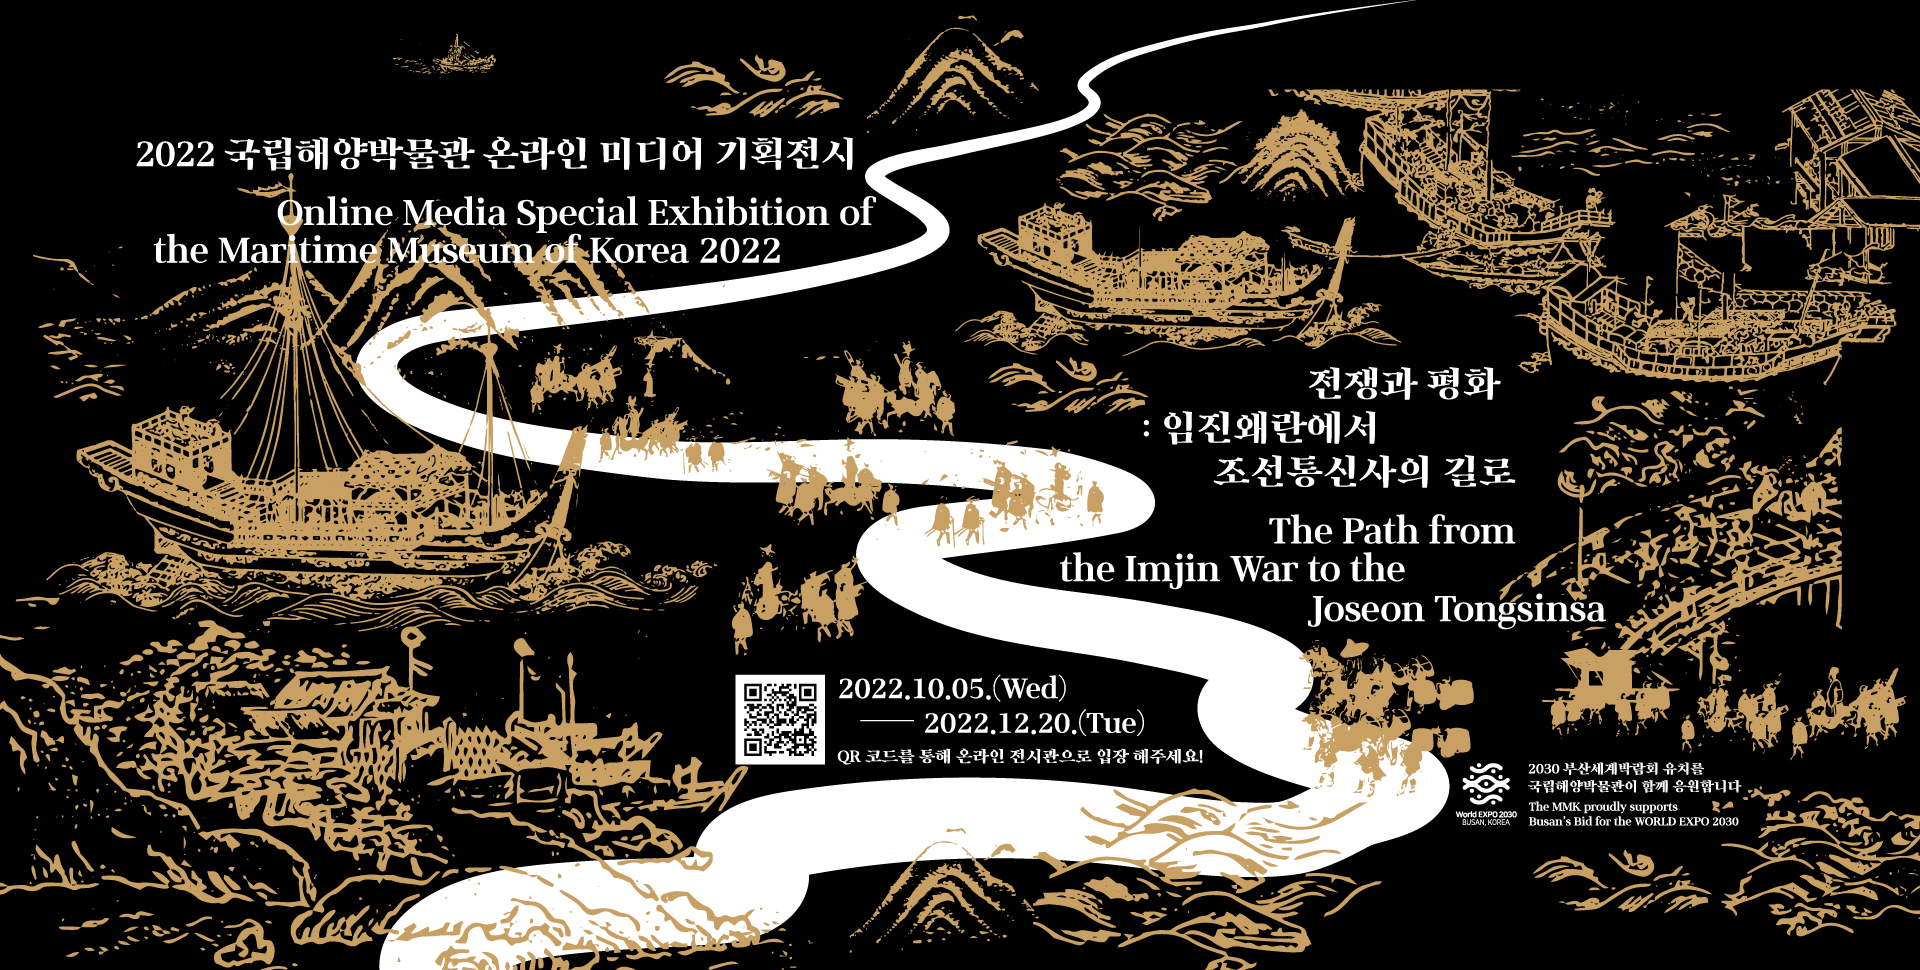 2022 국립해양박물관 온라인 미디어 기획전시
Online Media Special Exhibition of
the Maritime Museum of Korea 2022
전쟁과 평화
: 임진왜란에서
조선통신사의 길로
The Path from
the Imjin War to the
Joseon Tongsinsa
2022.10.05.(Wed)
2022.12.20.(Tue)
QR 코드를 통해 온라인 전시관으로 입장 해주세요!
World EXPO 2030
BUSAN, KOREA
2030 부산세계박람회 유치를
국립해양박물관이 함께 응원합니다
The MMK proudly supports
Busan's Bid for the WORLD EXPO 2030